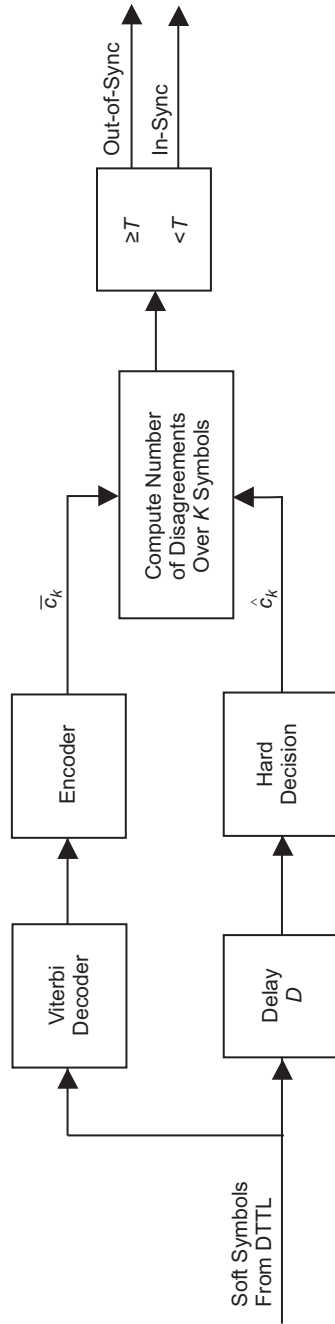 Soft Symbols
From DTTL
Viterbi
Decoder
Encoder
c̅ₖ
Delay
D
Hard
Decision
ĉₖ
Compute Number
of Disagreements
Over K Symbols
≥T
<T
Out-of-Sync
In-Sync